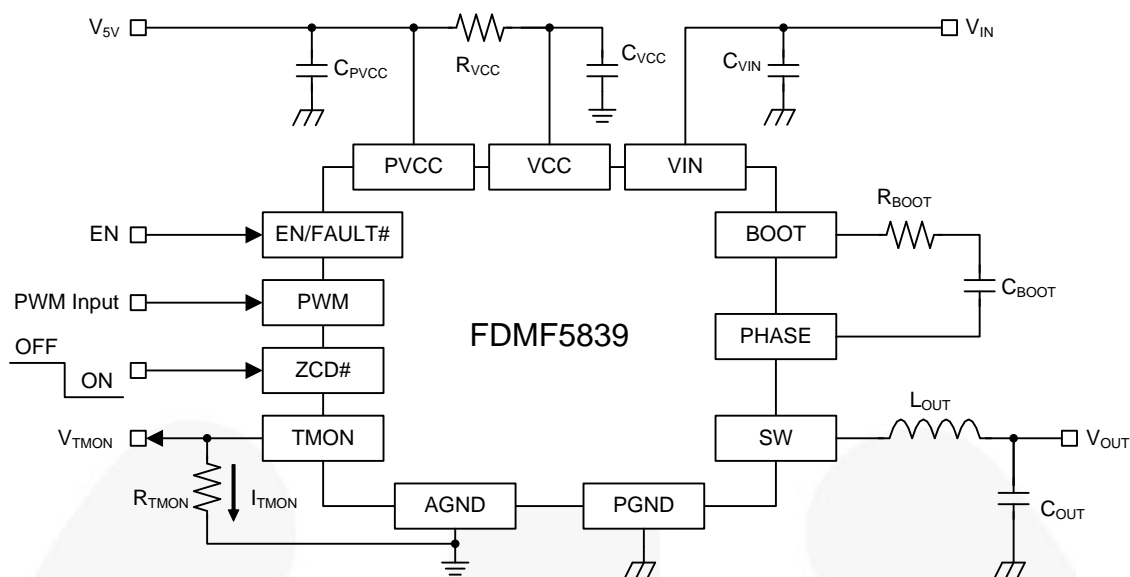 V5V
RVCC
CPVCC
CVCC
CVIN
VIN
PVCC
VCC
VIN
EN
EN/FAULT#
BOOT
RBOOT
CBOOT
PWM Input
PWM
FDMF5839
PHASE
OFF
ON
ZCD#
VTMON
TMON
SW
LOUT
VOUT
RTMON
ITMON
AGND
PGND
COUT